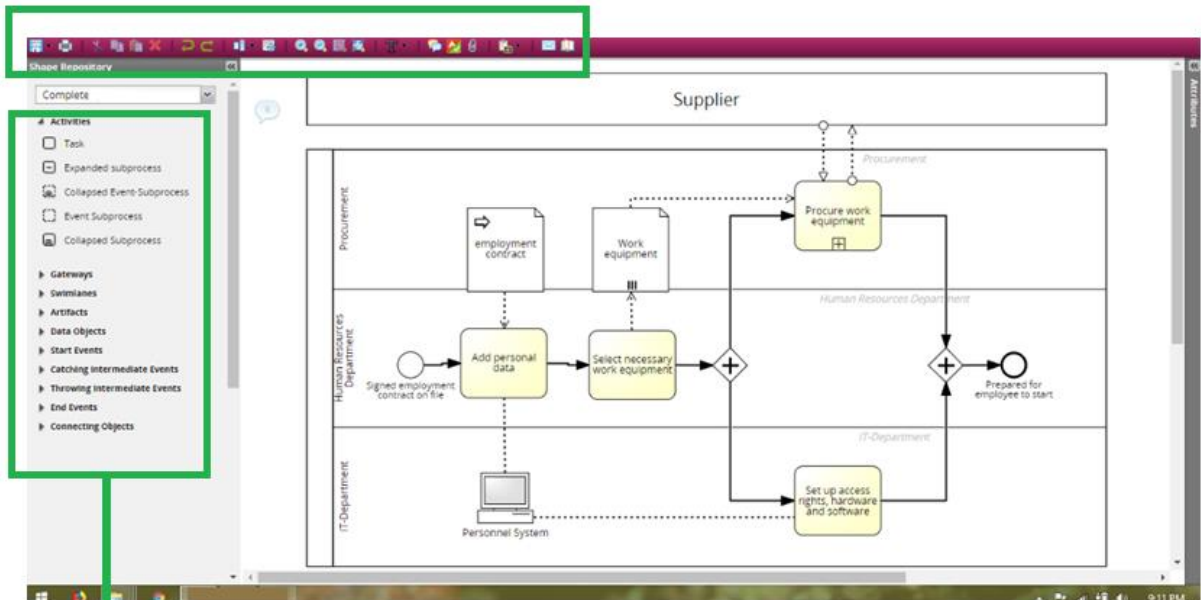 Shape Repository
Complete
Activities
Task
Expanded subprocess
Collapsed Event-Subprocess
Event Subprocess
Collapsed Subprocess
Gateways
Swimlanes
Artifacts
Data Objects
Start Events
Catching Intermediate Events
Throwing Intermediate Events
End Events
Connecting Objects
Attributes
Supplier
Procurement
Procurement
employment
contract
Work
equipment
Procure work
equipment
Human Resources
Department
Human Resources Department
Signed employment
contract on file
Add personal
data
Select necessary
work equipment
Prepared for
employee to start
IT-Department
IT-Department
Personnel System
Set up access
rights, hardware
and software
9:11 PM